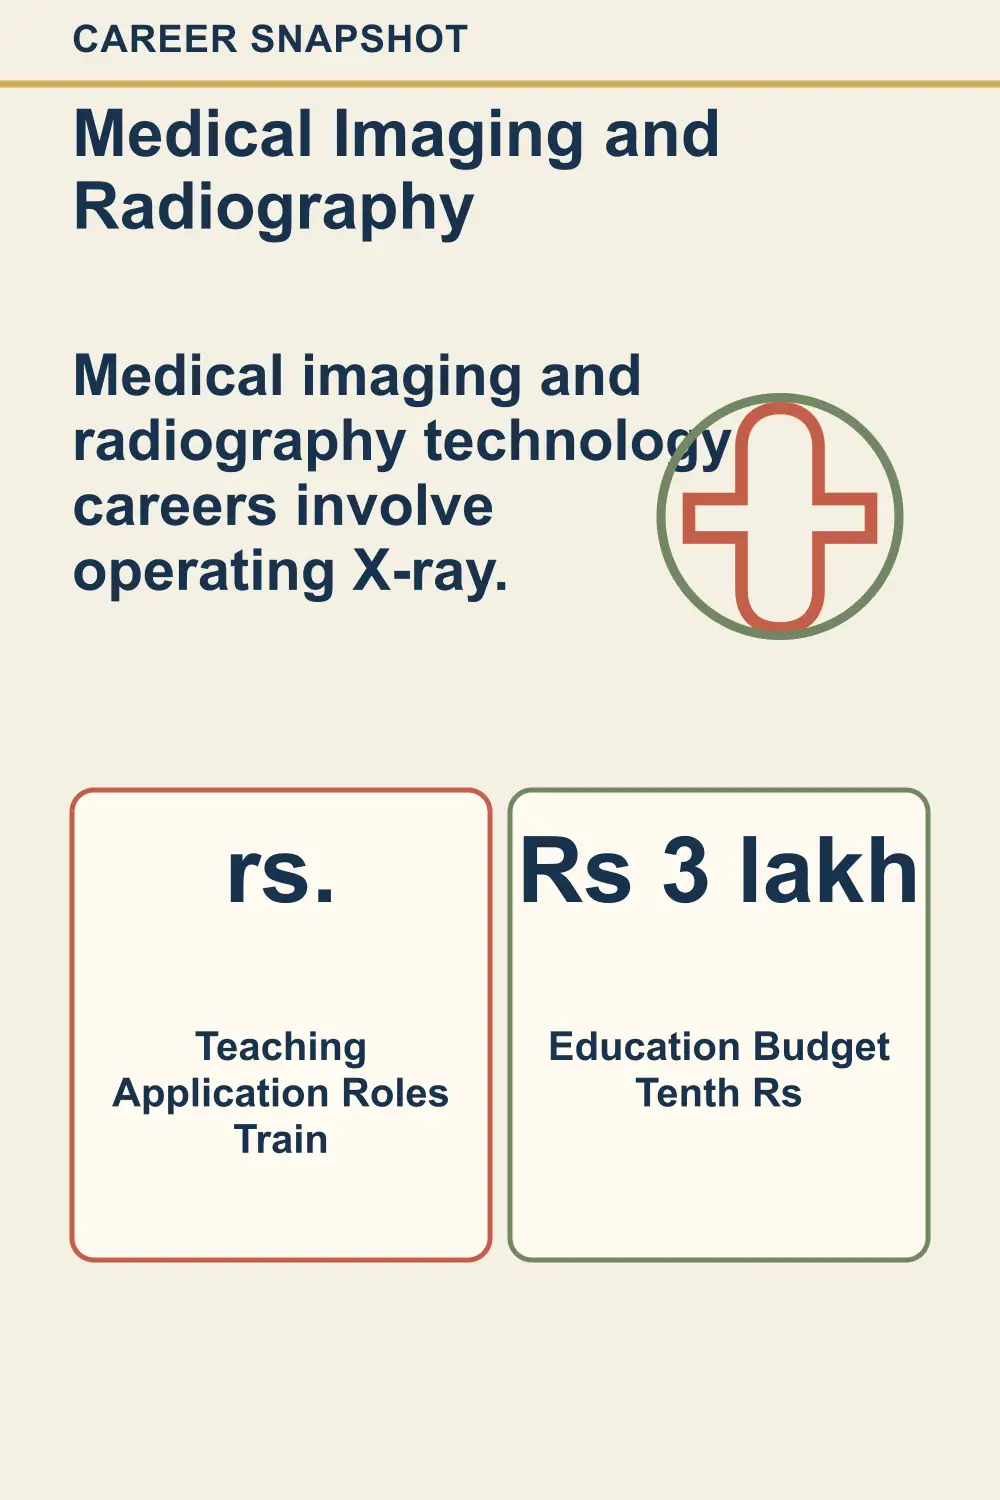 CAREER SNAPSHOT
Medical Imaging and
Radiography
Medical imaging and
radiography technology
careers involve
operating X-ray.
rs.
Teaching
Application Roles
Train
Rs 3 lakh
Education Budget
Tenth Rs